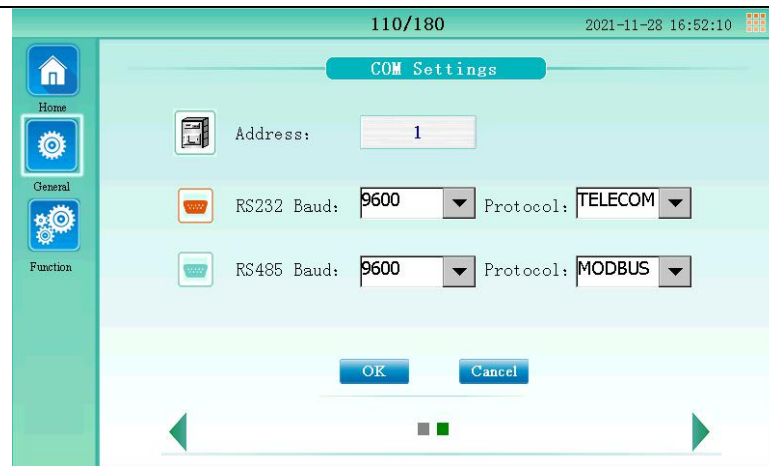 110/180
2021-11-28 16:52:10
COM Settings
Home
Address: 1
General
RS232 Baud: 9600 Protocol: TELECOM
Function
RS485 Baud: 9600 Protocol: MODBUS
OK Cancel